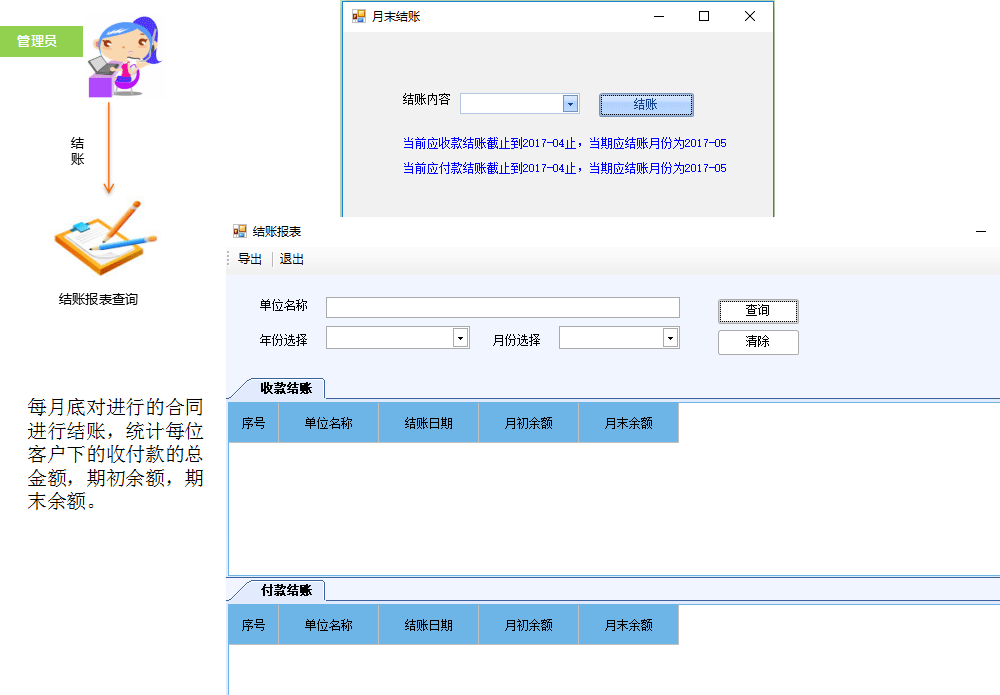 管理员
结
账
结账报表查询
每月底对进行的合同
进行结账，统计每位
客户下的收付款的总
金额，期初余额，期
末余额。
月末结账
结账内容 结账
当前应收款结账截止到2017-04止，当期应结账月份为2017-05
当前应付款结账截止到2017-04止，当期应结账月份为2017-05
结账报表
导出 退出
单位名称 查询
年份选择 月份选择 清除
收款结账
序号 单位名称 结账日期 月初余额 月末余额
付款结账
序号 单位名称 结账日期 月初余额 月末余额